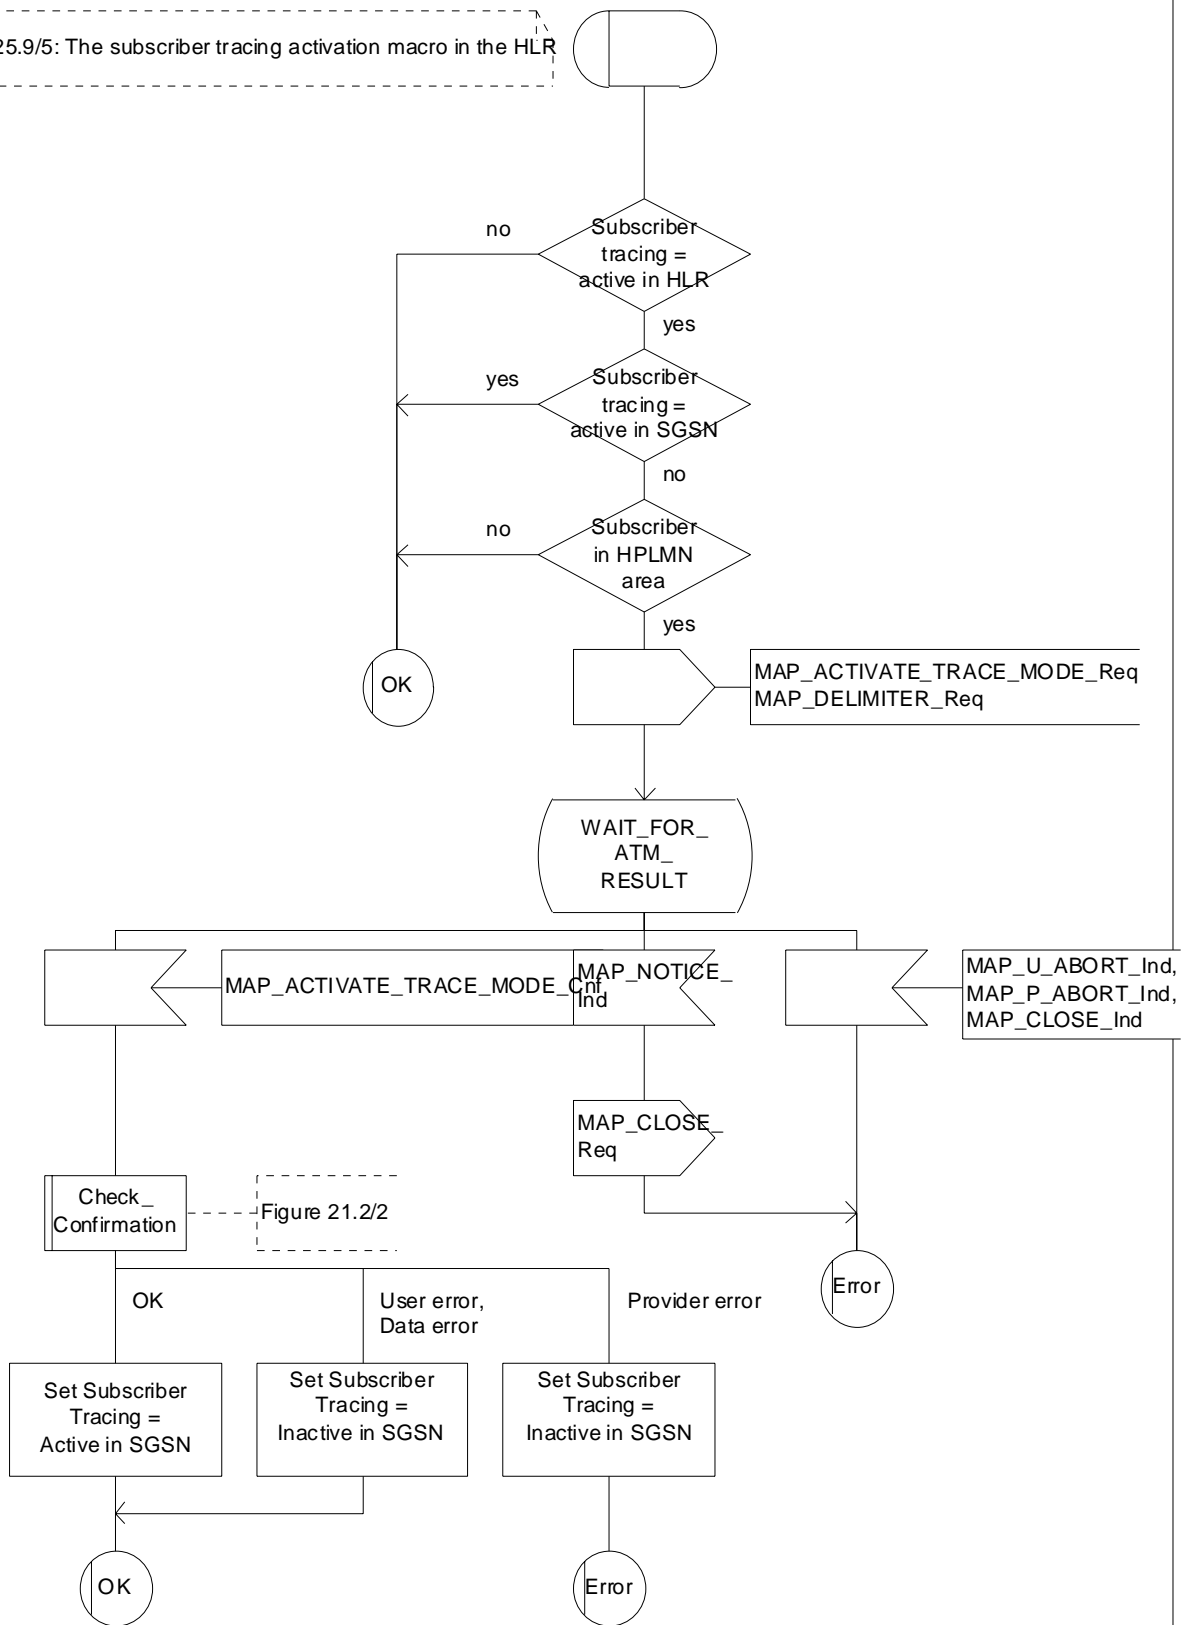 25.9/5: The subscriber tracing activation macro in the HLR
Subscriber
tracing =
active in HLR
no
yes
Subscriber
tracing =
active in SGSN
yes
no
Subscriber
in HPLMN
area
no
yes
OK
MAP_ACTIVATE_TRACE_MODE_Req
MAP_DELIMITER_Req
WAIT_FOR_
ATM_
RESULT
MAP_ACTIVATE_TRACE_MODE_Cnf
MAP_NOTICE_
Ind
MAP_U_ABORT_Ind,
MAP_P_ABORT_Ind,
MAP_CLOSE_Ind
MAP_CLOSE_
Req
Check_
Confirmation
Figure 21.2/2
Error
OK
User error,
Data error
Provider error
Set Subscriber
Tracing =
Active in SGSN
Set Subscriber
Tracing =
Inactive in SGSN
Set Subscriber
Tracing =
Inactive in SGSN
OK
Error